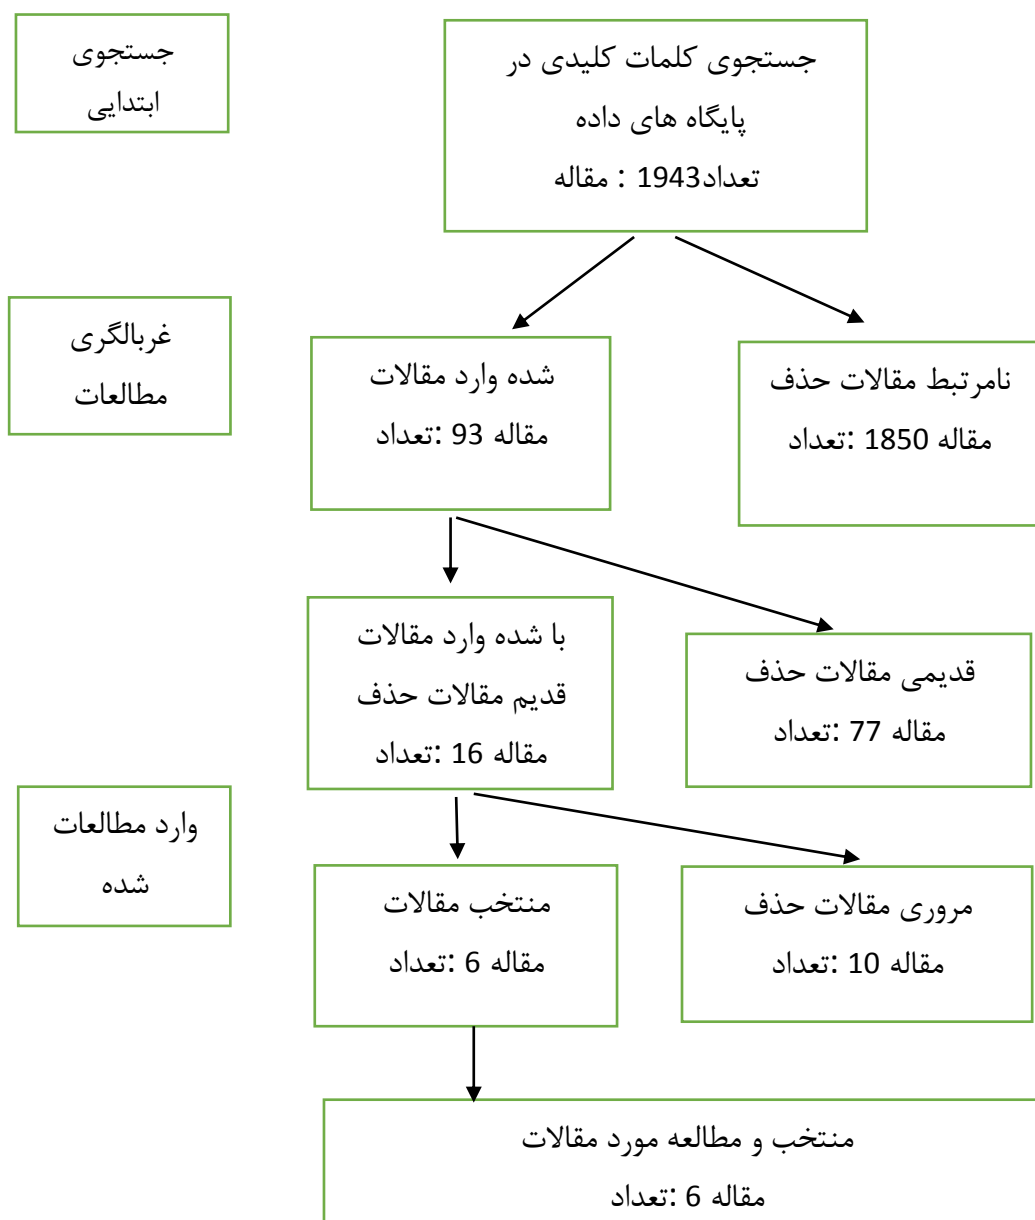 جستجوی کلمات کلیدی در
پایگاه های داده
تعداد1943 : مقاله
جستجوی
ابتدایی
نامرتبط مقالات حذف
مقاله 1850 :تعداد
شده وارد مقالات
مقاله 93 :تعداد
غربالگری
مطالعات
قدیمی مقالات حذف
مقاله 77 :تعداد
با شده وارد مقالات
قدیم مقالات حذف
مقاله 16 :تعداد
مروری مقالات حذف
مقاله 10 :تعداد
منتخب مقالات
مقاله 6 :تعداد
وارد مطالعات
شده
منتخب و مطالعه مورد مقالات
مقاله 6 :تعداد